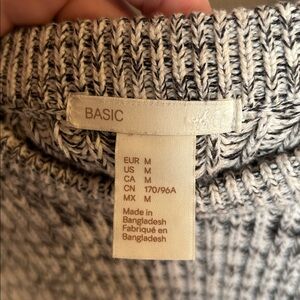 BASIC
EUR M
US M
CA M
CN 170/96A
MX M
Made in
Bangladesh
Fabriqué en
Bangladesh